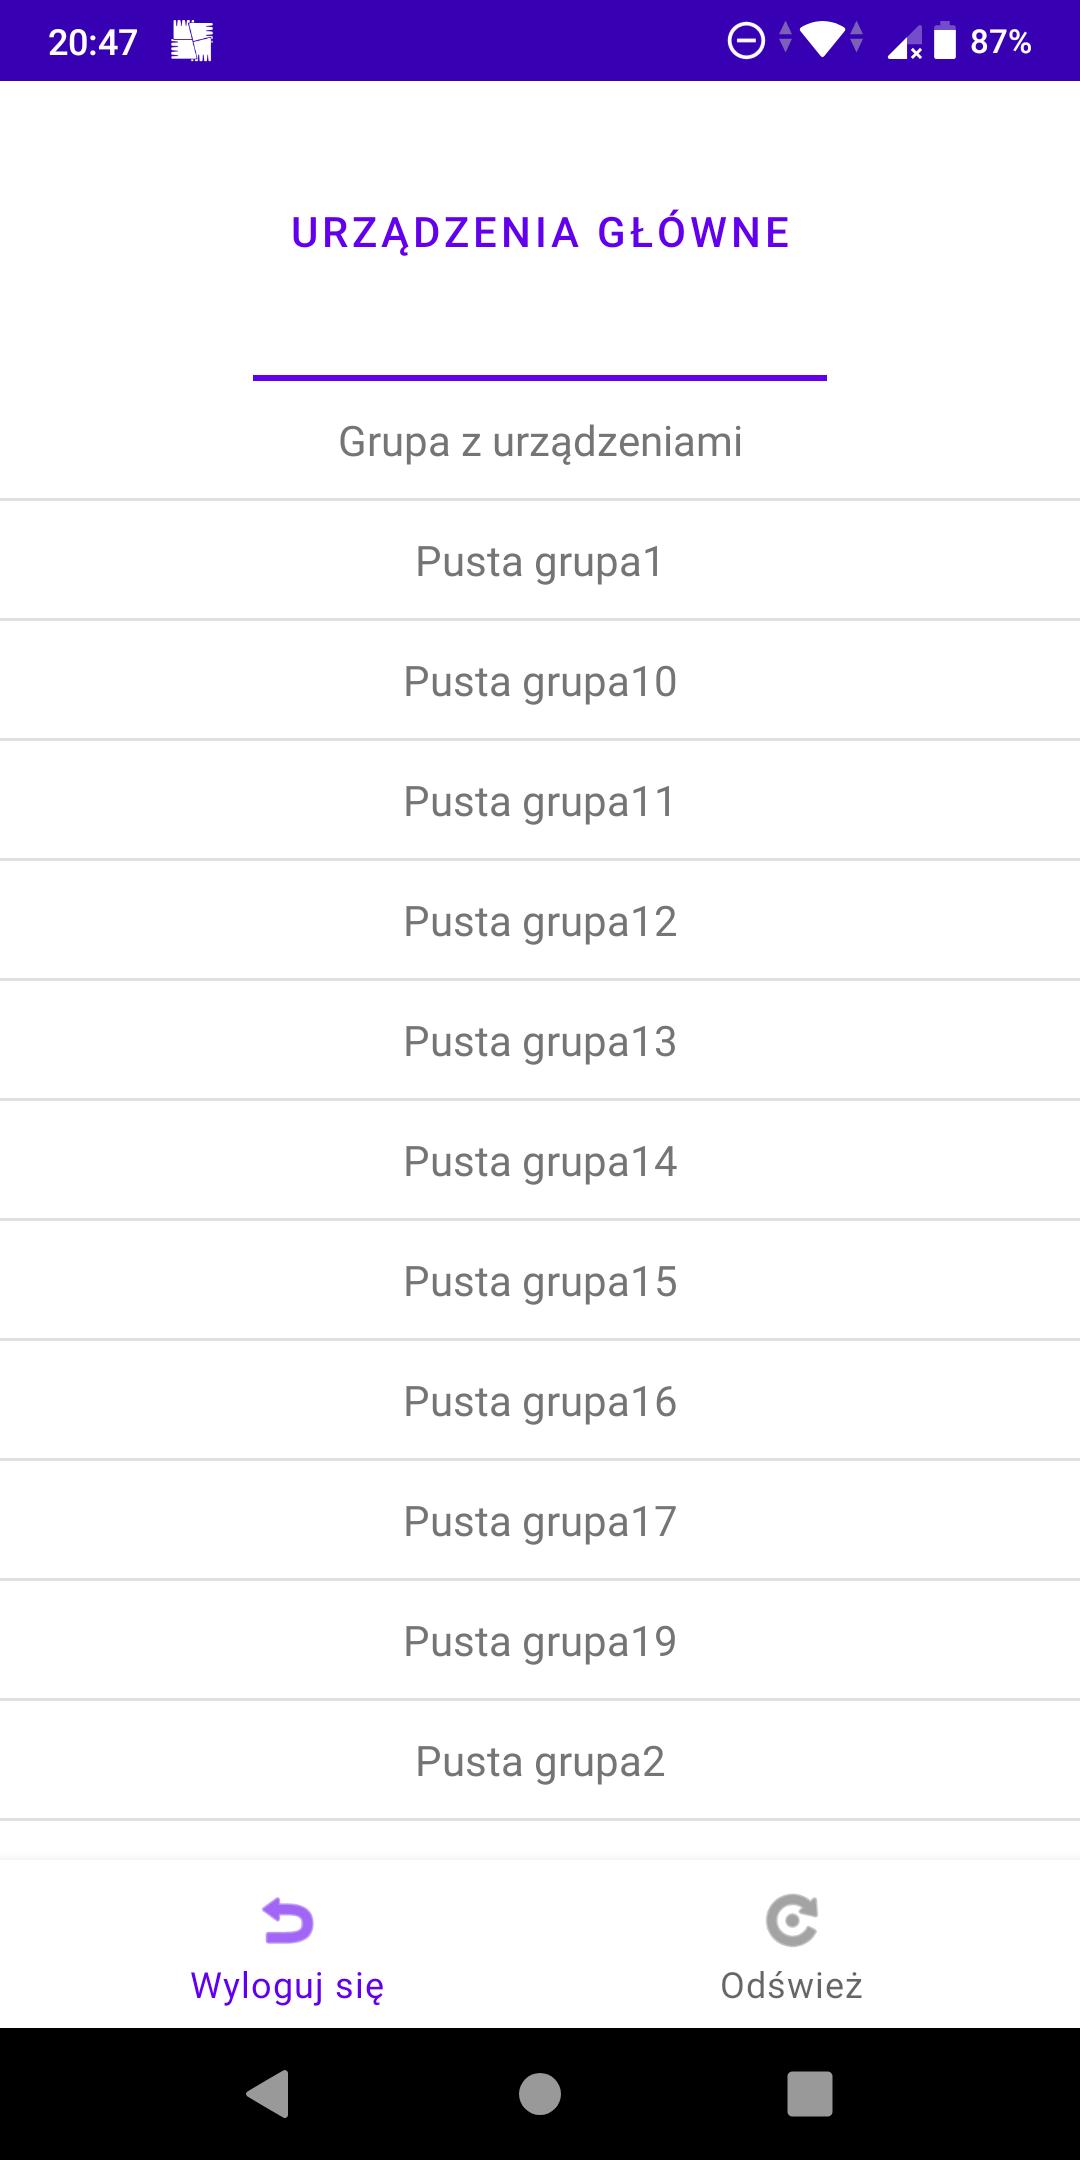 20:47
87%
URZĄDZENIA GŁÓWNE
Grupa z urządzeniami
Pusta grupa1
Pusta grupa10
Pusta grupa11
Pusta grupa12
Pusta grupa13
Pusta grupa14
Pusta grupa15
Pusta grupa16
Pusta grupa17
Pusta grupa19
Pusta grupa2
Wyloguj się
Odśwież